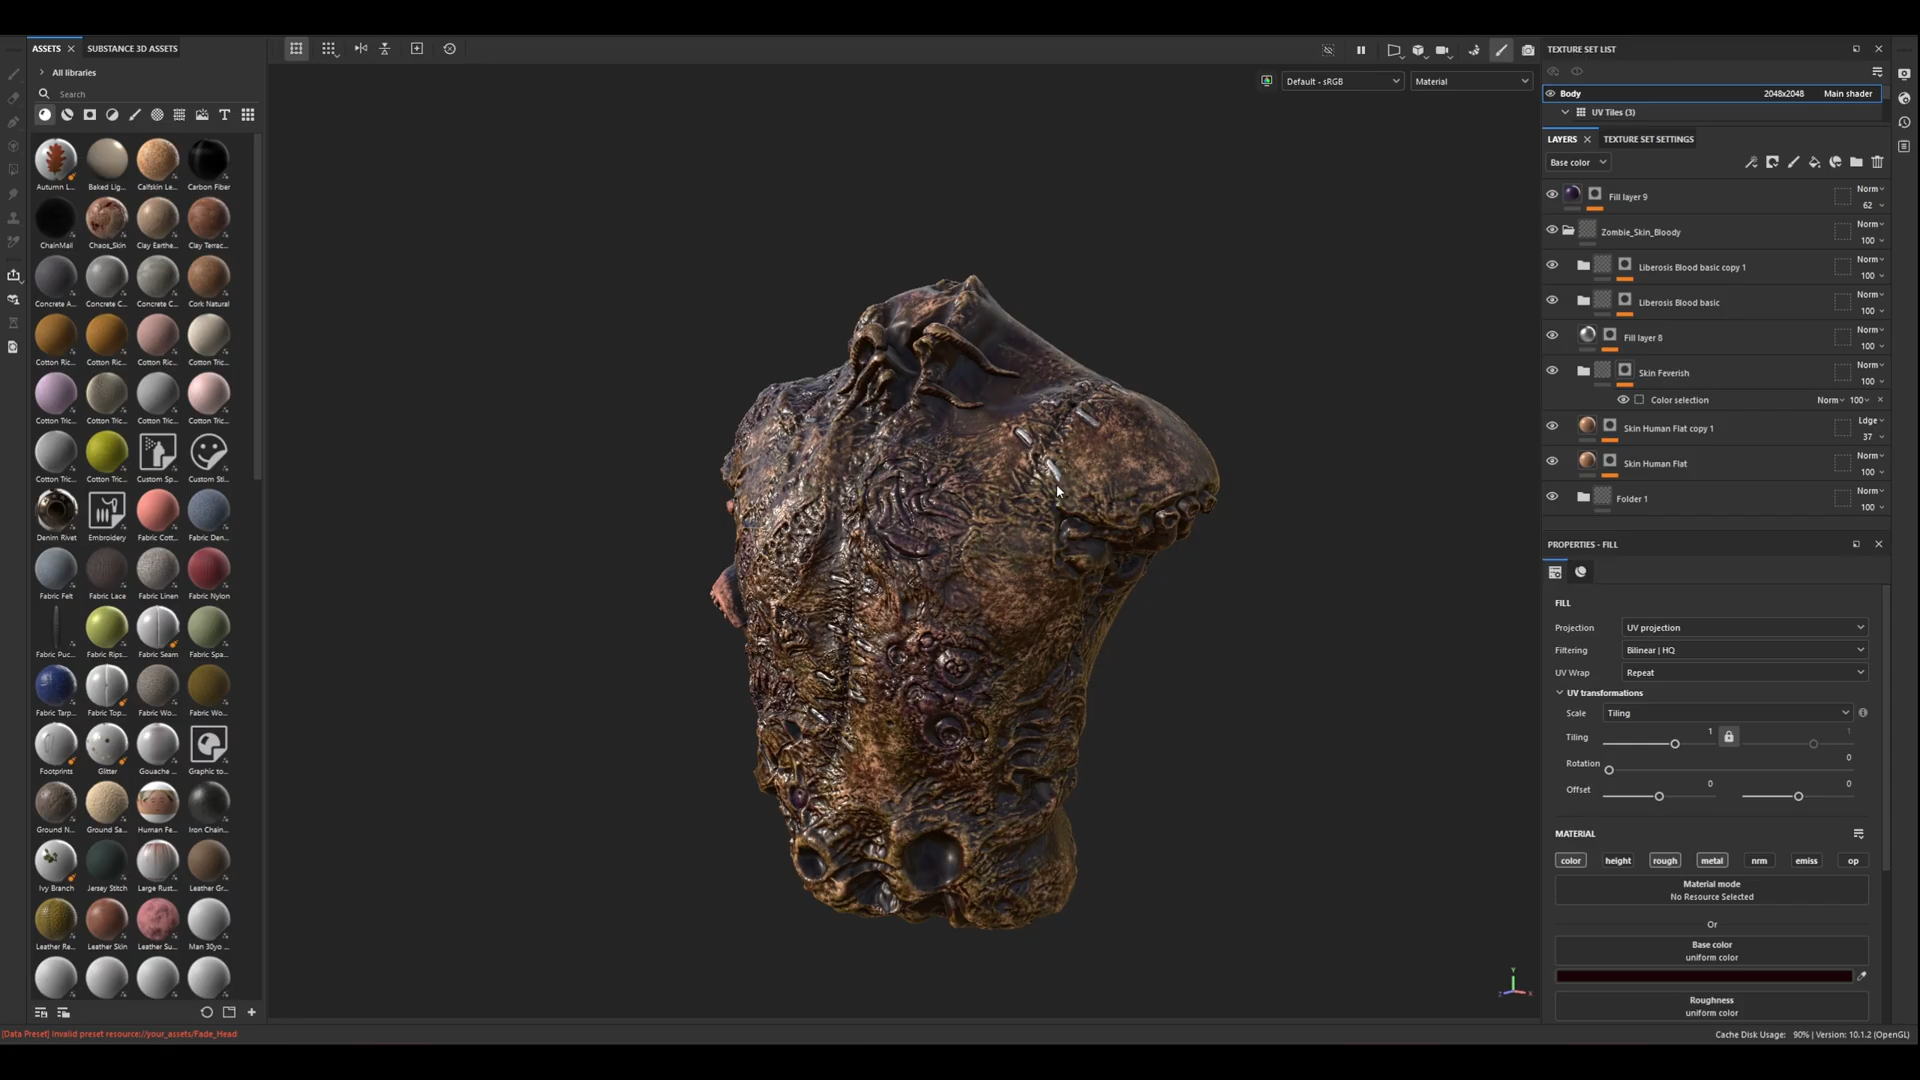 ASSETS
SUBSTANCE 3D ASSETS
All libraries
Search
Autumn L...
Baked Lig...
Calfskin Le...
Carbon Fiber
ChainMail
Chaos_Skin
Clay Earthe...
Clay Terrac...
Concrete A...
Concrete C...
Concrete C...
Cork Natural
Cotton Ric...
Cotton Ric...
Cotton Ric...
Cotton Tric...
Cotton Tric...
Cotton Tric...
Cotton Tric...
Cotton Tric...
Cotton Tric...
Cotton Tric...
Custom Sp...
Custom Sti...
Denim Rivet
Embroidery
Fabric Cott...
Fabric Den...
Fabric Felt
Fabric Lace
Fabric Linen
Fabric Nylon
Fabric Puc...
Fabric Rips...
Fabric Seam
Fabric Spa...
Fabric Tarp...
Fabric Top...
Fabric Wo...
Fabric Wo...
Footprints
Glitter
Gouache ...
Graphic to...
Ground N...
Ground Sa...
Human Fe...
Iron Chain...
Ivy Branch
Jersey Stitch
Large Rust...
Leather Gr...
Leather Re...
Leather Skin
Leather Su...
Man 30yo ...
[Data Preset] Invalid preset resource://your_assets/Fade_Head
Default - sRGB
Material
Y
Z
X
TEXTURE SET LIST
Body
2048x2048
Main shader
UV Tiles (3)
LAYERS
TEXTURE SET SETTINGS
Base color
Fill layer 9
Norm
62
Zombie_Skin_Bloody
Norm
100
Liberosis Blood basic copy 1
Norm
100
Liberosis Blood basic
Norm
100
Fill layer 8
Norm
100
Skin Feverish
Norm
100
Color selection
Norm
100
Skin Human Flat copy 1
Ldge
37
Skin Human Flat
Norm
100
Folder 1
Norm
100
PROPERTIES - FILL
FILL
Projection
UV projection
Filtering
Bilinear | HQ
UV Wrap
Repeat
UV transformations
Scale
Tiling
Tiling
1
1
Rotation
0
Offset
0
0
MATERIAL
color
height
rough
metal
nrm
emiss
op
Material mode
No Resource Selected
Or
Base color
uniform color
Roughness
uniform color
Cache Disk Usage: 90% | Version: 10.1.2 (OpenGL)